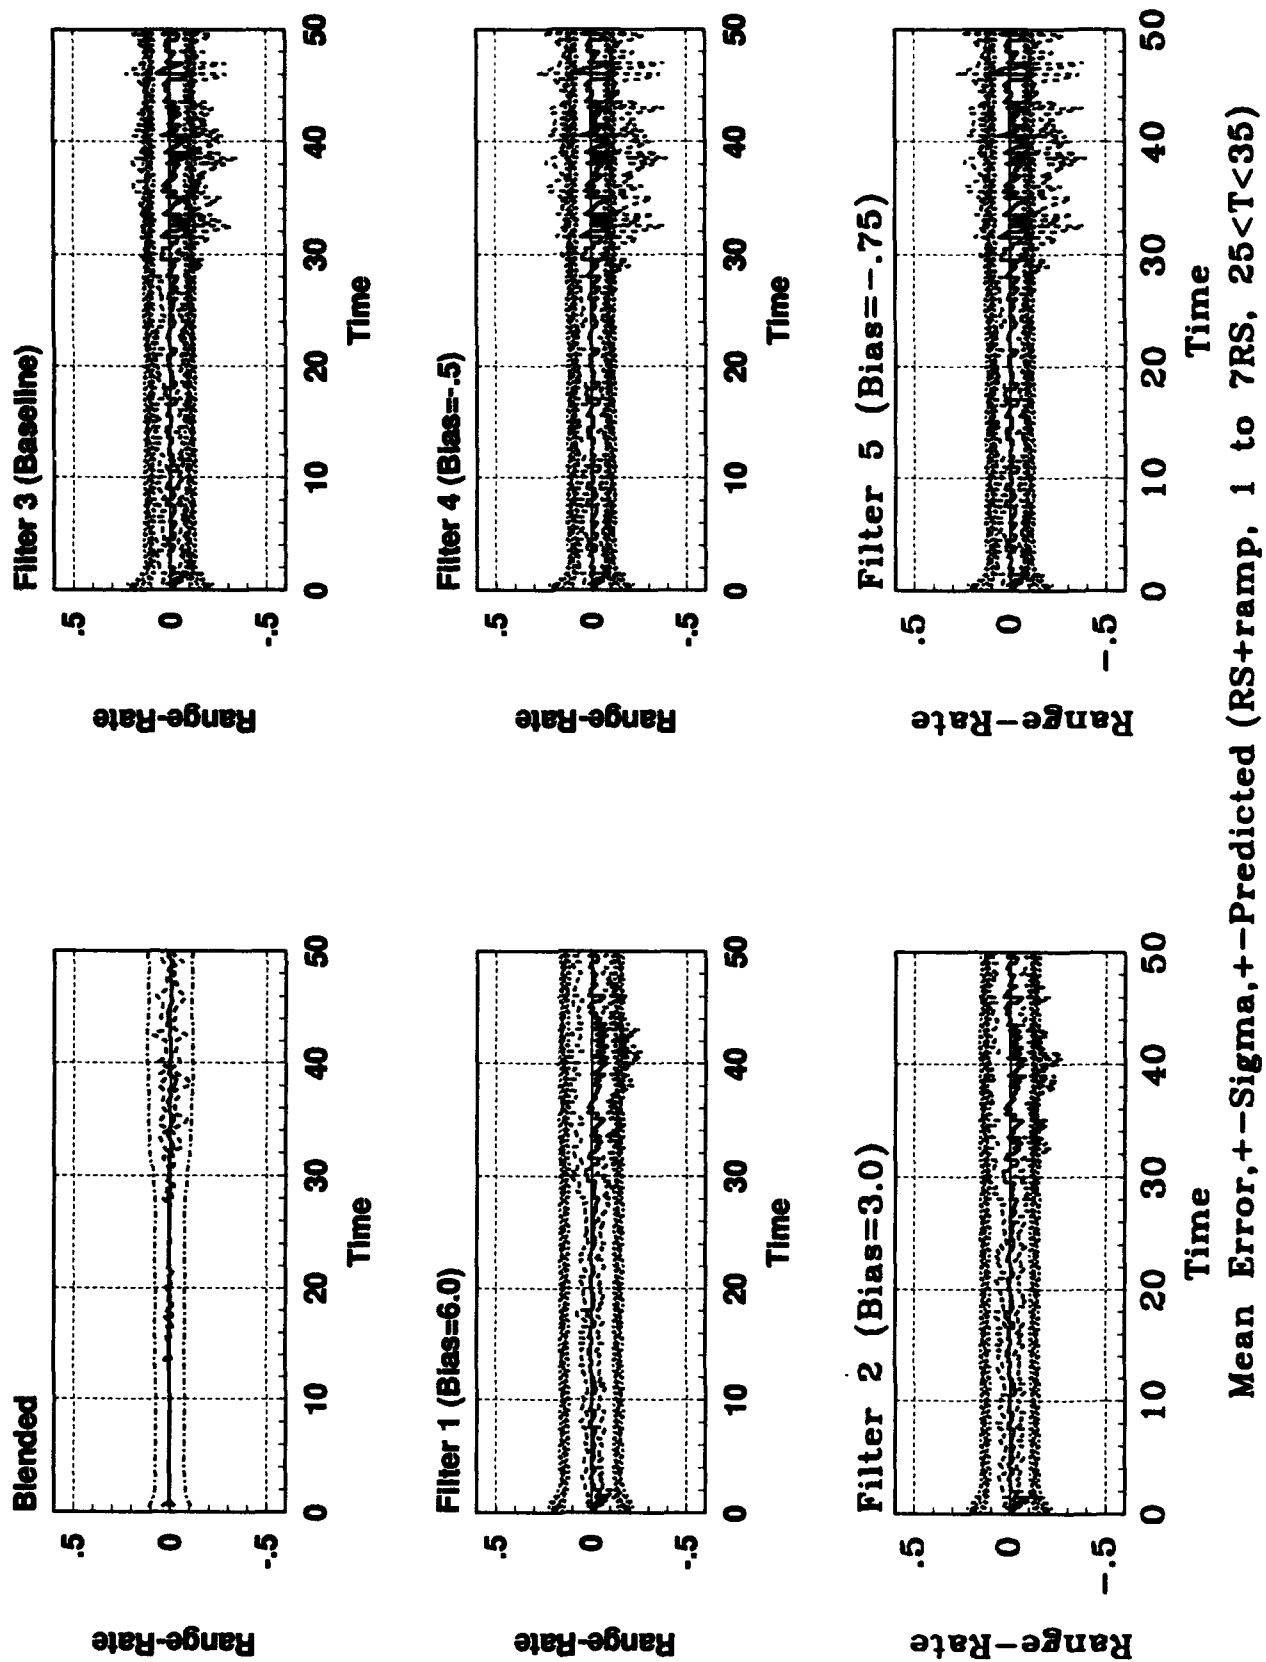 Blended
Range-Rate
.5
0
-.5
0 10 20 30 40 50
Time
Filter 3 (Baseline)
Range-Rate
.5
0
-.5
0 10 20 30 40 50
Time
Filter 1 (Bias=6.0)
Range-Rate
.5
0
-.5
0 10 20 30 40 50
Time
Filter 4 (Bias=-.5)
Range-Rate
.5
0
-.5
0 10 20 30 40 50
Time
Filter 2 (Bias=3.0)
Range-Rate
.5
0
-.5
0 10 20 30 40 50
Time
Filter 5 (Bias=-.75)
Range-Rate
.5
0
-.5
0 10 20 30 40 50
Time
Mean Error,+-Sigma,+-Predicted (RS+ramp, 1 to 7RS, 25<T<35)